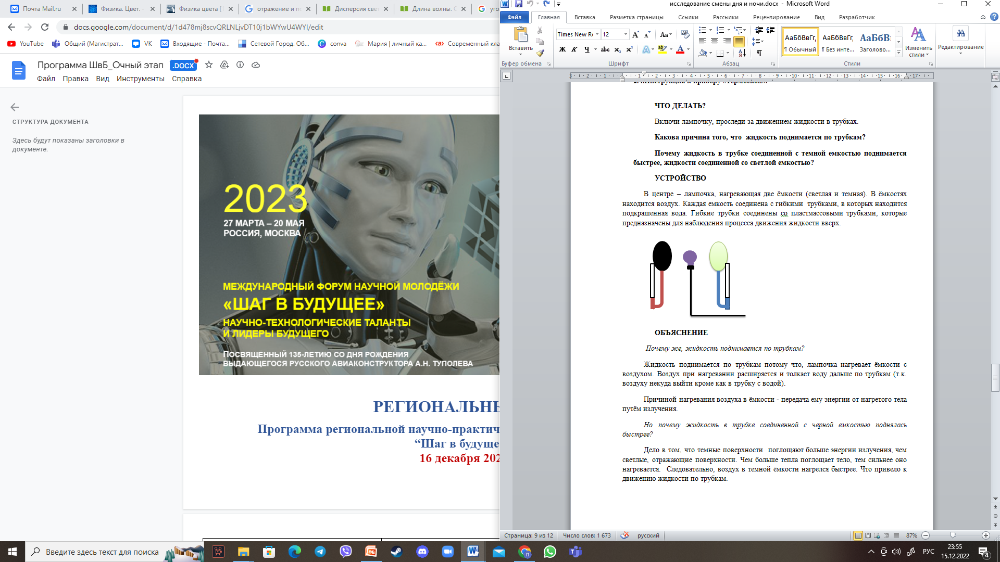 Почта Mail.ru
Физика. Цвет. -
Физика цвета [
отражение и п
Дисперсия све
Длина волны. С
уго
docs.google.com/document/d/1d478mj8scvQRLNLjvDT10j1bWYwU4WYI/edit
YouTube
Общий (Магистрат...
VK
Входящие - Почта...
Сетевой Город. Об...
conva
Мария | личный ка...
Современный кла
Программа ШвБ_Очный этап
.DOCX
Файл Правка Вид Инструменты Справка
СТРУКТУРА ДОКУМЕНТА
Здесь будут показаны заголовки в
документе.
2023
27 МАРТА – 20 МАЯ
РОССИЯ, МОСКВА
МЕЖДУНАРОДНЫЙ ФОРУМ НАУЧНОЙ МОЛОДЁЖИ
«ШАГ В БУДУЩЕЕ»
НАУЧНО-ТЕХНОЛОГИЧЕСКИЕ ТАЛАНТЫ
И ЛИДЕРЫ БУДУЩЕГО
ПОСВЯЩЁННЫЙ 135-ЛЕТИЮ СО ДНЯ РОЖДЕНИЯ
ВЫДАЮЩЕГОСЯ РУССКОГО АВИАКОНСТРУКТОРА А.Н. ТУПОЛЕВА
РЕГИОНАЛЬНЫ
Программа региональной научно-практич
“Шаг в будуще
16 декабря 202
исследование смены дня и ночи.docx - Microsoft Word
Файл Главная Вставка Разметка страницы Ссылки Рассылки Рецензирование Вид Разработчик
Вставить
Буфер обмена
Times New Ro 12
Шрифт
Абзац
АаБбВвГг, АаБбВвГг, АаБбВ
¶ Обычный ¶ Без инте... Заголово...
Стили
Изменить
стили
Редактирование
ЧТО ДЕЛАТЬ?
Включи лампочку, проследи за движением жидкости в трубках.
Какова причина того, что жидкость поднимается по трубкам?
Почему жидкость в трубке соединенной с темной емкостью поднимается
быстрее, жидкости соединенной со светлой емкостью?
УСТРОЙСТВО
В центре – лампочка, нагревающая две ёмкости (светлая и темная). В ёмкостях
находится воздух. Каждая емкость соединена с гибкими трубками, в которых находится
подкрашенная вода. Гибкие трубки соединены со пластмассовыми трубками, которые
предназначены для наблюдения процесса движения жидкости вверх.
ОБЪЯСНЕНИЕ
Почему же, жидкость поднимается по трубкам?
Жидкость поднимается по трубкам потому что, лампочка нагревает ёмкости с
воздухом. Воздух при нагревании расширяется и толкает воду дальше по трубкам (т.к.
воздуху некуда выйти кроме как в трубку с водой).
Причиной нагревания воздуха в ёмкости - передача ему энергии от нагретого тела
путём излучения.
Но почему жидкость в трубке соединенной с черной емкостью поднялась
быстрее?
Дело в том, что темные поверхности поглощают больше энергии излучения, чем
светлые, отражающие поверхности. Чем больше тепла поглощает тело, тем сильнее оно
нагревается. Следовательно, воздух в темной ёмкости нагрелся быстрее. Что привело к
движению жидкости по трубкам.
Страница: 9 из 12 Число слов: 1 673 русский 87%
Введите здесь текст для поиска
РУС
23:55
15.12.2022
4